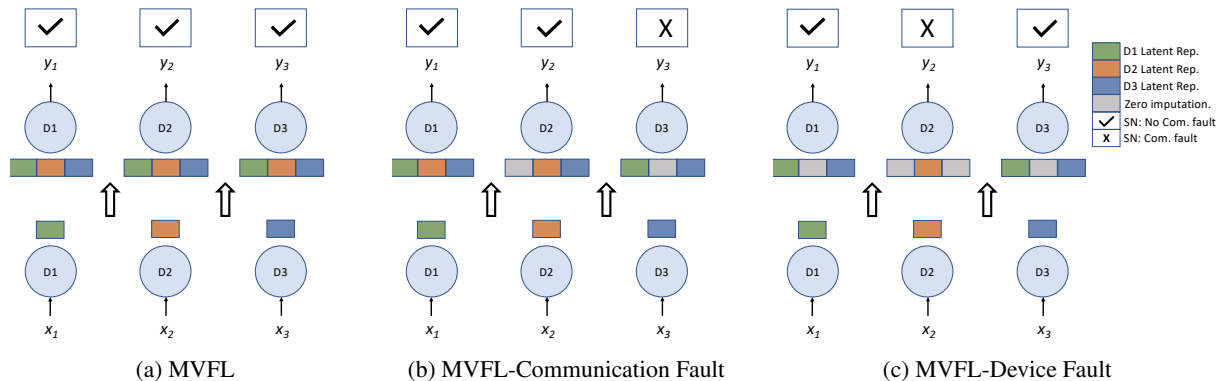 y1 y2 y3 y1 y2 y3 y1 y2 y3
D1 Latent Rep.
D2 Latent Rep.
D3 Latent Rep.
Zero imputation.
✓ SN: No Com. fault
X SN: Com. fault
X X
D1 D2 D3 D1 D2 D3 D1 D2 D3
D1 D2 D3 D1 D2 D3 D1 D2 D3
x1 x2 x3 x1 x2 x3 x1 x2 x3
(a) MVFL (b) MVFL-Communication Fault (c) MVFL-Device Fault